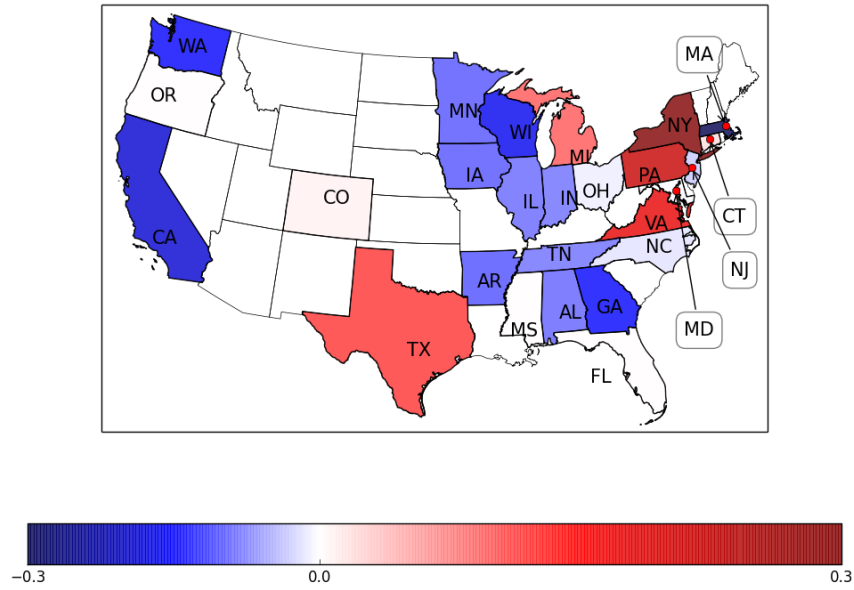 MA
WA
OR
MN
NY
WI
MI
PA
IA
CO
IL
IN
OH
CT
VA
CA
NC
TN
NJ
AR
GA
AL
MD
MS
TX
FL
−0.3
0.0
0.3